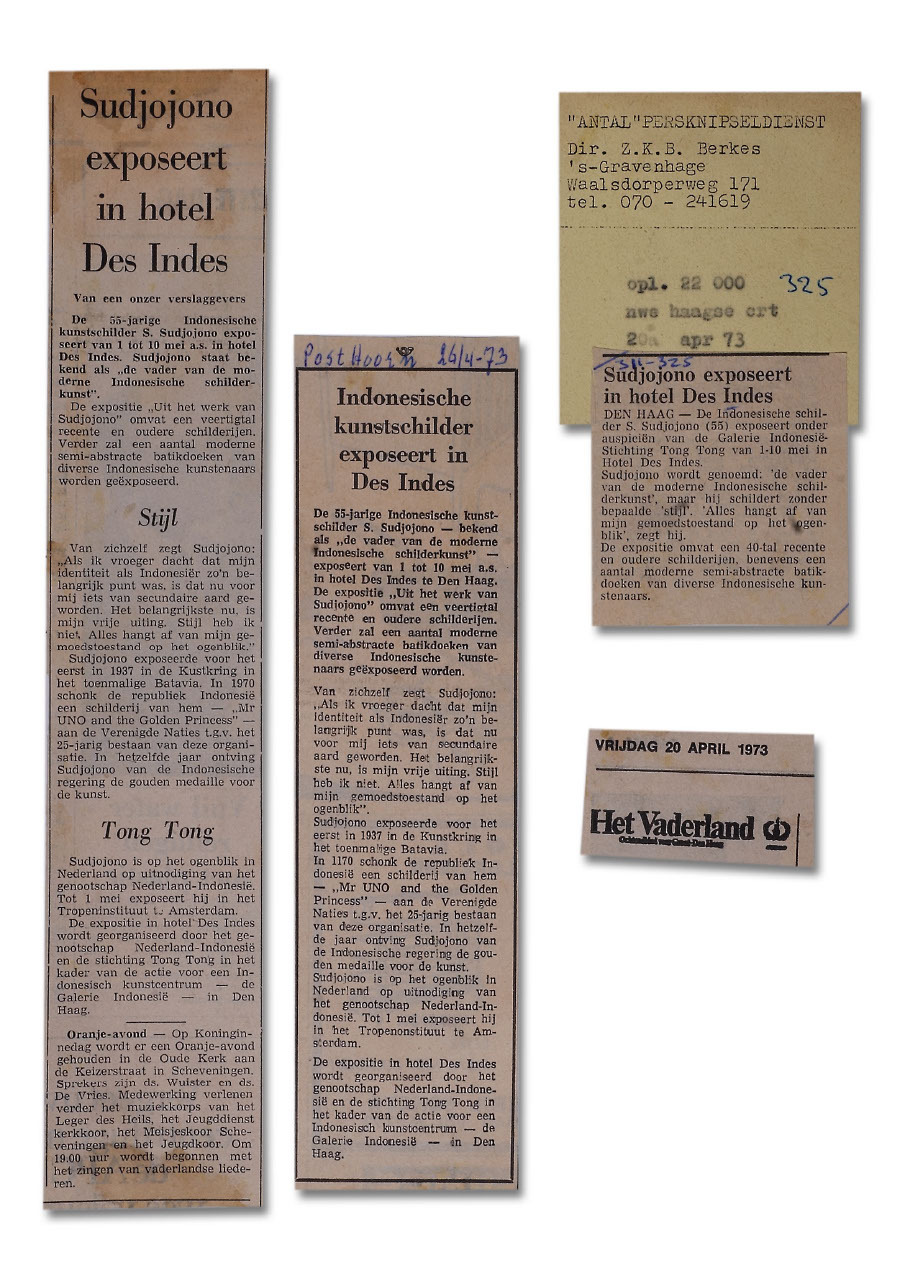 Sudjojono
exposeert
in hotel
Des Indes
Van een onzer verslaggevers
De 55-jarige Indonesische
kunstschilder S. Sudjojono expo-
seert van 1 tot 10 mei a.s. in hotel
Des Indes. Sudjojono staat be-
kend als „de vader van de mo-
derne Indonesische schilder-
kunst”.
De expositie „Uit het werk van
Sudjojono” omvat een veertigtal
recente en oudere schilderijen.
Verder zal een aantal moderne
semi-abstracte batikdoeken van
diverse Indonesische kunstenaars
worden geëxposeerd.
Stijl
Van zichzelf zegt Sudjojono:
„Als ik vroeger dacht dat mijn
identiteit als Indonesiër zo'n be-
langrijk punt was, is dat nu voor
mij iets van secundaire aard ge-
worden. Het belangrijkste nu, is
mijn vrije uiting. Stijl heb ik
niet. Alles hangt af van mijn ge-
moedstoestand op het ogenblik.”
Sudjojono exposeerde voor het
eerst in 1937 in de Kustkring in
het toenmalige Batavia. In 1970
schonk de republiek Indonesië
een schilderij van hem — „Mr
UNO and the Golden Princess” —
aan de Verenigde Naties t.g.v. het
25-jarig bestaan van deze organi-
satie. In hetzelfde jaar ontving
Sudjojono van de Indonesische
regering de gouden medaille voor
de kunst.
Tong Tong
Sudjojono is op het ogenblik in
Nederland op uitnodiging van het
genootschap Nederland-Indonesië.
Tot 1 mei exposeert hij in het
Tropeninstituut te Amsterdam.
De expositie in hotel Des Indes
wordt georganiseerd door het ge-
nootschap Nederland-Indonesië
en de stichting Tong Tong in het
kader van de actie voor een In-
donesisch kunstcentrum — de
Galerie Indonesië — in Den
Haag.
Oranje-avond — Op Koningin-
nedag wordt er een Oranje-avond
gehouden in de Oude Kerk aan
de Keizerstraat in Scheveningen.
Sprekers zijn ds. Wulster en ds.
De Vries. Medewerking verlenen
verder het muziekkorps van het
Leger des Heils, het Jeugddienst
kerkkoor, het Meisjeskoor Sche-
veningen en het Jeugdkoor. Om
19.00 uur wordt begonnen met
het zingen van vaderlandse liede-
ren.
Post Hoorn 26/4-73
Indonesische
kunstschilder
exposeert in
Des Indes
De 55-jarige Indonesische kunst-
schilder S. Sudjojono — bekend
als „de vader van de moderne
Indonesische schilderkunst” —
exposeert van 1 tot 10 mei a.s.
in hotel Des Indes te Den Haag.
De expositie „Uit het werk van
Sudjojono” omvat een veertigtal
recente en oudere schilderijen.
Verder zal een aantal moderne
semi-abstracte batikdoeken van
diverse Indonesische kunste-
naars geëxposeerd worden.
Van zichzelf zegt Sudjojono:
„Als ik vroeger dacht dat mijn
identiteit als Indonesiër zo'n be-
langrijk punt was, is dat nu
voor mij iets van secundaire
aard geworden. Het belangrijk-
ste nu, is mijn vrije uiting. Stijl
heb ik niet. Alles hangt af van
mijn gemoedstoestand op het
ogenblik”.
Sudjojono exposeerde voor het
eerst in 1937 in de Kunstkring in
het toenmalige Batavia.
In 1170 schonk de republiek In-
donesië een schilderij van hem
— „Mr UNO and the Golden
Princess” — aan de Verenigde
Naties t.g.v. het 25-jarig bestaan
van deze organisatie. In hetzelf-
de jaar ontving Sudjojono van
de Indonesische regering de gou-
den medaille voor de kunst.
Sudjojono is op het ogenblik in
Nederland op uitnodiging van
het genootschap Nederland-In-
donesië. Tot 1 mei exposeert hij
in het Tropenonstituut te Am-
sterdam.
De expositie in hotel Des Indes
wordt georganiseerd door het
genootschap Nederland-Indone-
sië en de stichting Tong Tong in
het kader van de actie voor een
Indonesisch kunstcentrum — de
Galerie Indonesië — in Den
Haag.
"ANTAL"PERSKNIPSELDIENST
Dir. Z.K.B. Berkes
's-Gravenhage
Waalsdorperweg 171
tel. 070 - 241619
opl. 22 000 325
nwe haagse crt
20 apr 73
311-325
Sudjojono exposeert
in hotel Des Indes
DEN HAAG — De Indonesische schil-
der S. Sudjojono (55) exposeert onder
auspiciën van de Galerie Indonesië-
Stichting Tong Tong van 1-10 mei in
Hotel Des Indes.
Sudjojono wordt genoemd: 'de vader
van de moderne Indonesische schil-
derkunst', maar hij schildert zonder
bepaalde 'stijl'. 'Alles hangt af van
mijn gemoedstoestand op het ogen-
blik', zegt hij.
De expositie omvat een 40-tal recente
en oudere schilderijen, benevens een
aantal moderne semi-abstracte batik-
doeken van diverse Indonesische kun-
stenaars.
VRIJDAG 20 APRIL 1973
Het Vaderland